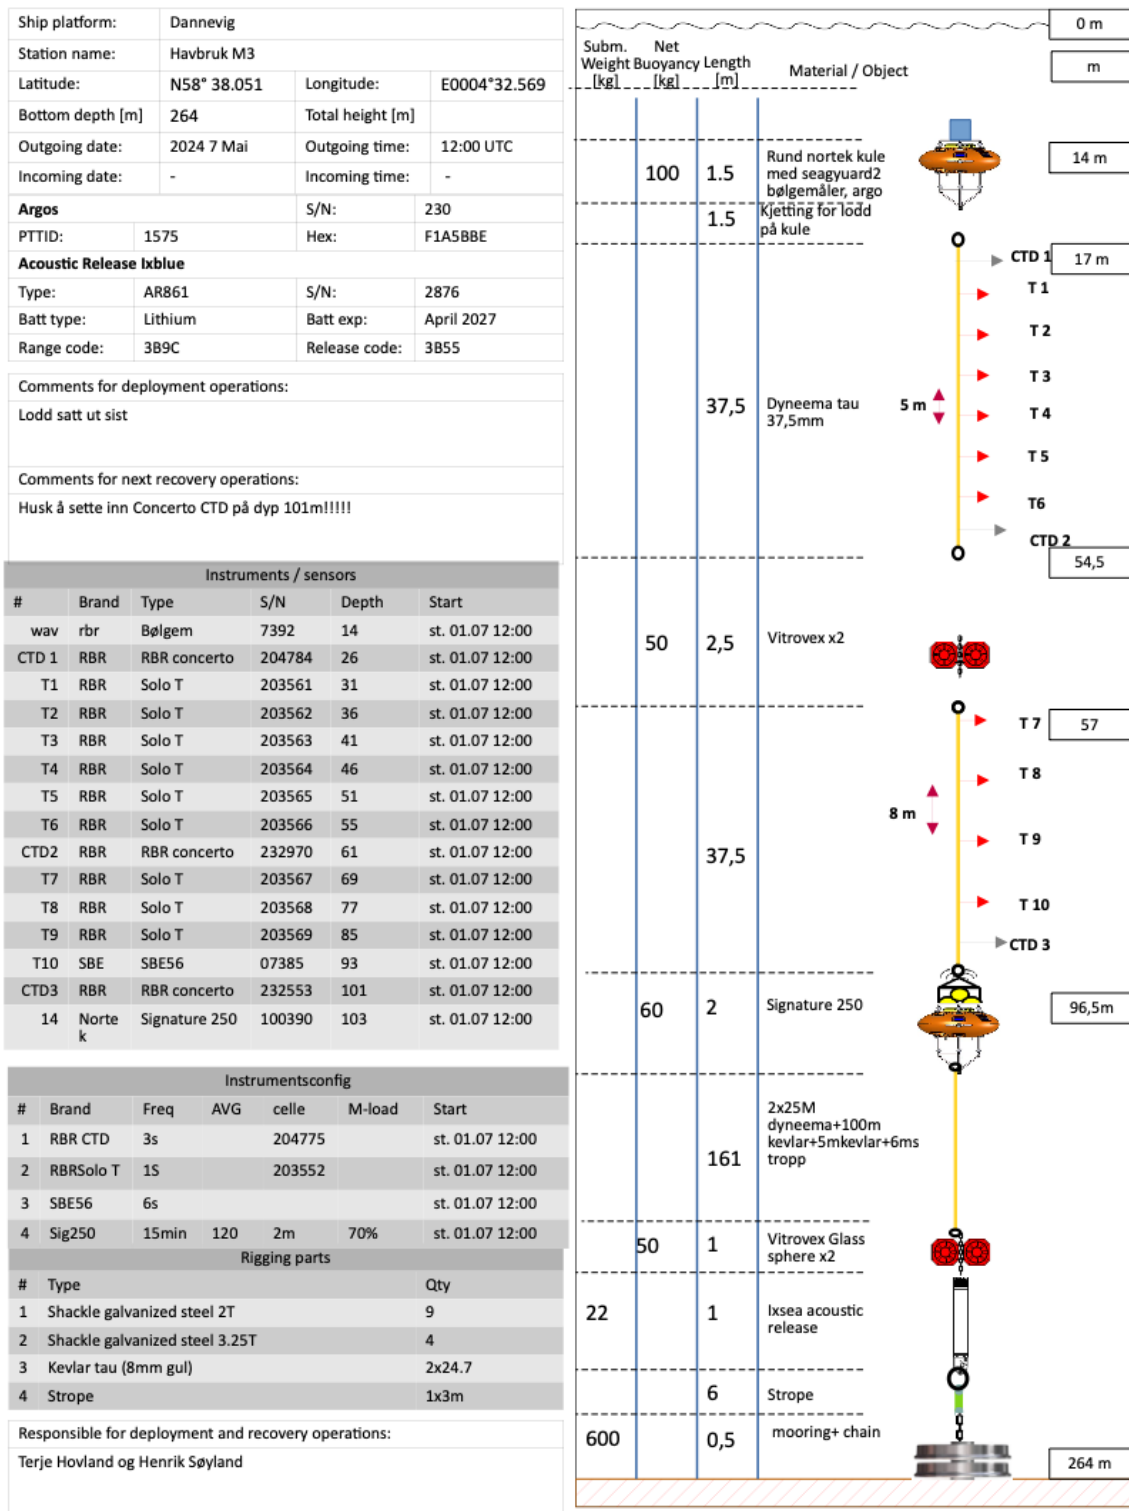 Ship platform: Dannevig
Station name: Havbruk M3
Latitude: N58° 38.051 Longitude: E0004°32.569
Bottom depth [m] 264 Total height [m]
Outgoing date: 2024 7 Mai Outgoing time: 12:00 UTC
Incoming date: - Incoming time: -
Argos S/N: 230
PTTID: 1575 Hex: F1A5BBE
Acoustic Release Ixblue
Type: AR861 S/N: 2876
Batt type: Lithium Batt exp: April 2027
Range code: 3B9C Release code: 3B55
Comments for deployment operations:
Lodd satt ut sist
Comments for next recovery operations:
Husk å sette inn Concerto CTD på dyp 101m!!!!!
Instruments / sensors
# Brand Type S/N Depth Start
wav rbr Bølgem 7392 14 st. 01.07 12:00
CTD 1 RBR RBR concerto 204784 26 st. 01.07 12:00
T1 RBR Solo T 203561 31 st. 01.07 12:00
T2 RBR Solo T 203562 36 st. 01.07 12:00
T3 RBR Solo T 203563 41 st. 01.07 12:00
T4 RBR Solo T 203564 46 st. 01.07 12:00
T5 RBR Solo T 203565 51 st. 01.07 12:00
T6 RBR Solo T 203566 55 st. 01.07 12:00
CTD2 RBR RBR concerto 232970 61 st. 01.07 12:00
T7 RBR Solo T 203567 69 st. 01.07 12:00
T8 RBR Solo T 203568 77 st. 01.07 12:00
T9 RBR Solo T 203569 85 st. 01.07 12:00
T10 SBE SBE56 07385 93 st. 01.07 12:00
CTD3 RBR RBR concerto 232553 101 st. 01.07 12:00
14 Norte Signature 250 100390 103 st. 01.07 12:00
k
Instrumentsconfig
# Brand Freq AVG celle M-load Start
1 RBR CTD 3s 204775 st. 01.07 12:00
2 RBRSolo T 1S 203552 st. 01.07 12:00
3 SBE56 6s st. 01.07 12:00
4 Sig250 15min 120 2m 70% st. 01.07 12:00
Rigging parts
# Type Qty
1 Shackle galvanized steel 2T 9
2 Shackle galvanized steel 3.25T 4
3 Kevlar tau (8mm gul) 2x24.7
4 Strope 1x3m
Responsible for deployment and recovery operations:
Terje Hovland og Henrik Søyland
0 m
Subm. Net
Weight Buoyancy Length
[kg] [kg] [m]
Material / Object
m
100 1.5
Rund nortek kule
med seagyuard2
bølgemåler, argo
14 m
1.5
Kjetting for lodd
på kule
CTD 1
17 m
T 1
T 2
T 3
37,5
Dyneema tau
37,5mm
5 m
T 4
T 5
T6
CTD 2
54,5
50 2,5 Vitrovex x2
T 7
57
T 8
8 m
T 9
37,5
T 10
CTD 3
60 2 Signature 250
96,5m
161
2x25M
dyneema+100m
kevlar+5mkevlar+6ms
tropp
50 1
Vitrovex Glass
sphere x2
22 1
Ixsea acoustic
release
6 Strope
600 0,5 mooring+ chain
264 m